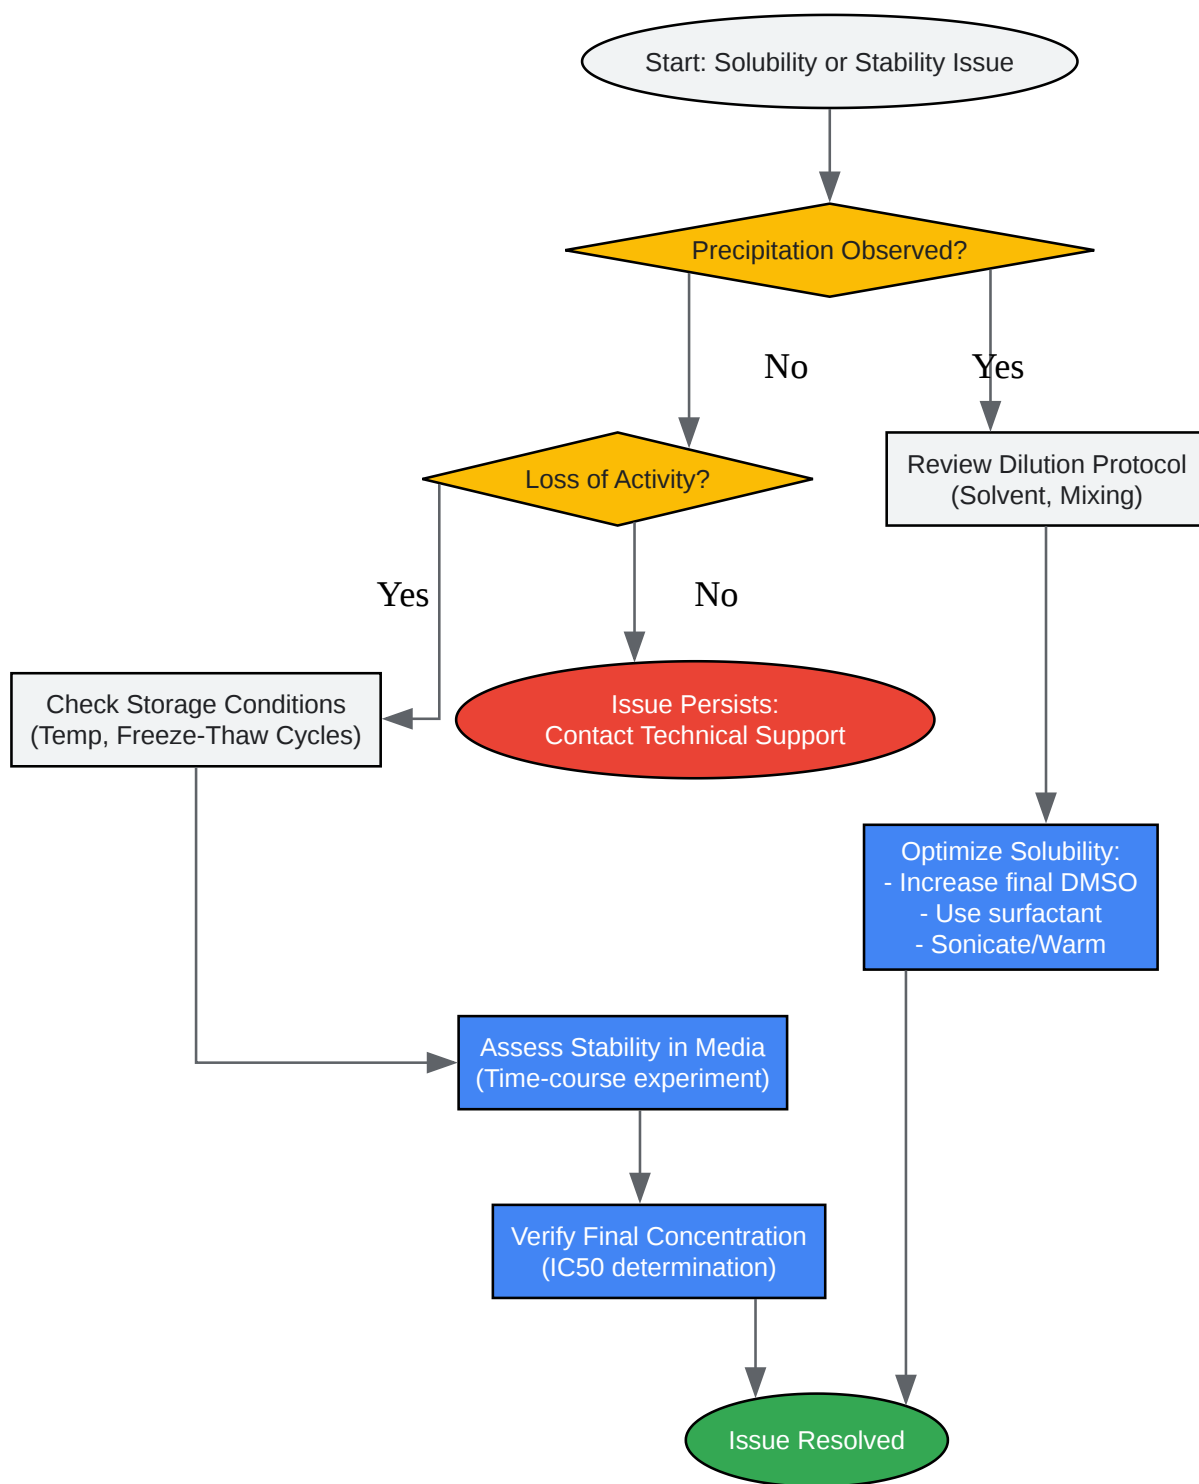 Start: Solubility or Stability Issue
Precipitation Observed?
No
Yes
Loss of Activity?
Review Dilution Protocol
(Solvent, Mixing)
Yes
No
Check Storage Conditions
(Temp, Freeze-Thaw Cycles)
Issue Persists:
Contact Technical Support
Optimize Solubility:
- Increase final DMSO
- Use surfactant
- Sonicate/Warm
Assess Stability in Media
(Time-course experiment)
Verify Final Concentration
(IC50 determination)
Issue Resolved